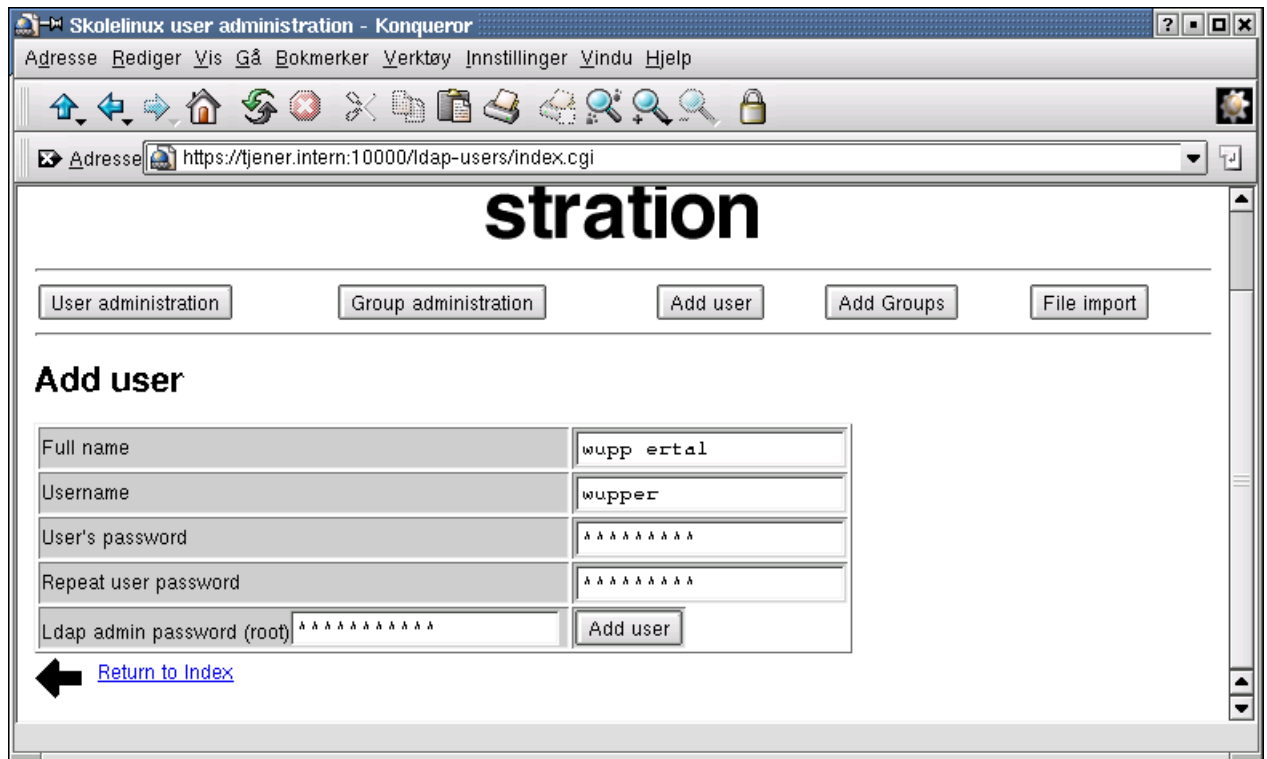 Skolelinux user administration - Konqueror
Adresse Rediger Vis Gå Bokmerker Verktøy Innstillinger Vindu Hjelp
Adresse https://tjener.intern:10000/ldap-users/index.cgi
stration
User administration Group administration Add user Add Groups File import
Add user
Full name wupp ertal
Username wupper
User's password *********
Repeat user password *********
Ldap admin password (root) *********** Add user
Return to Index